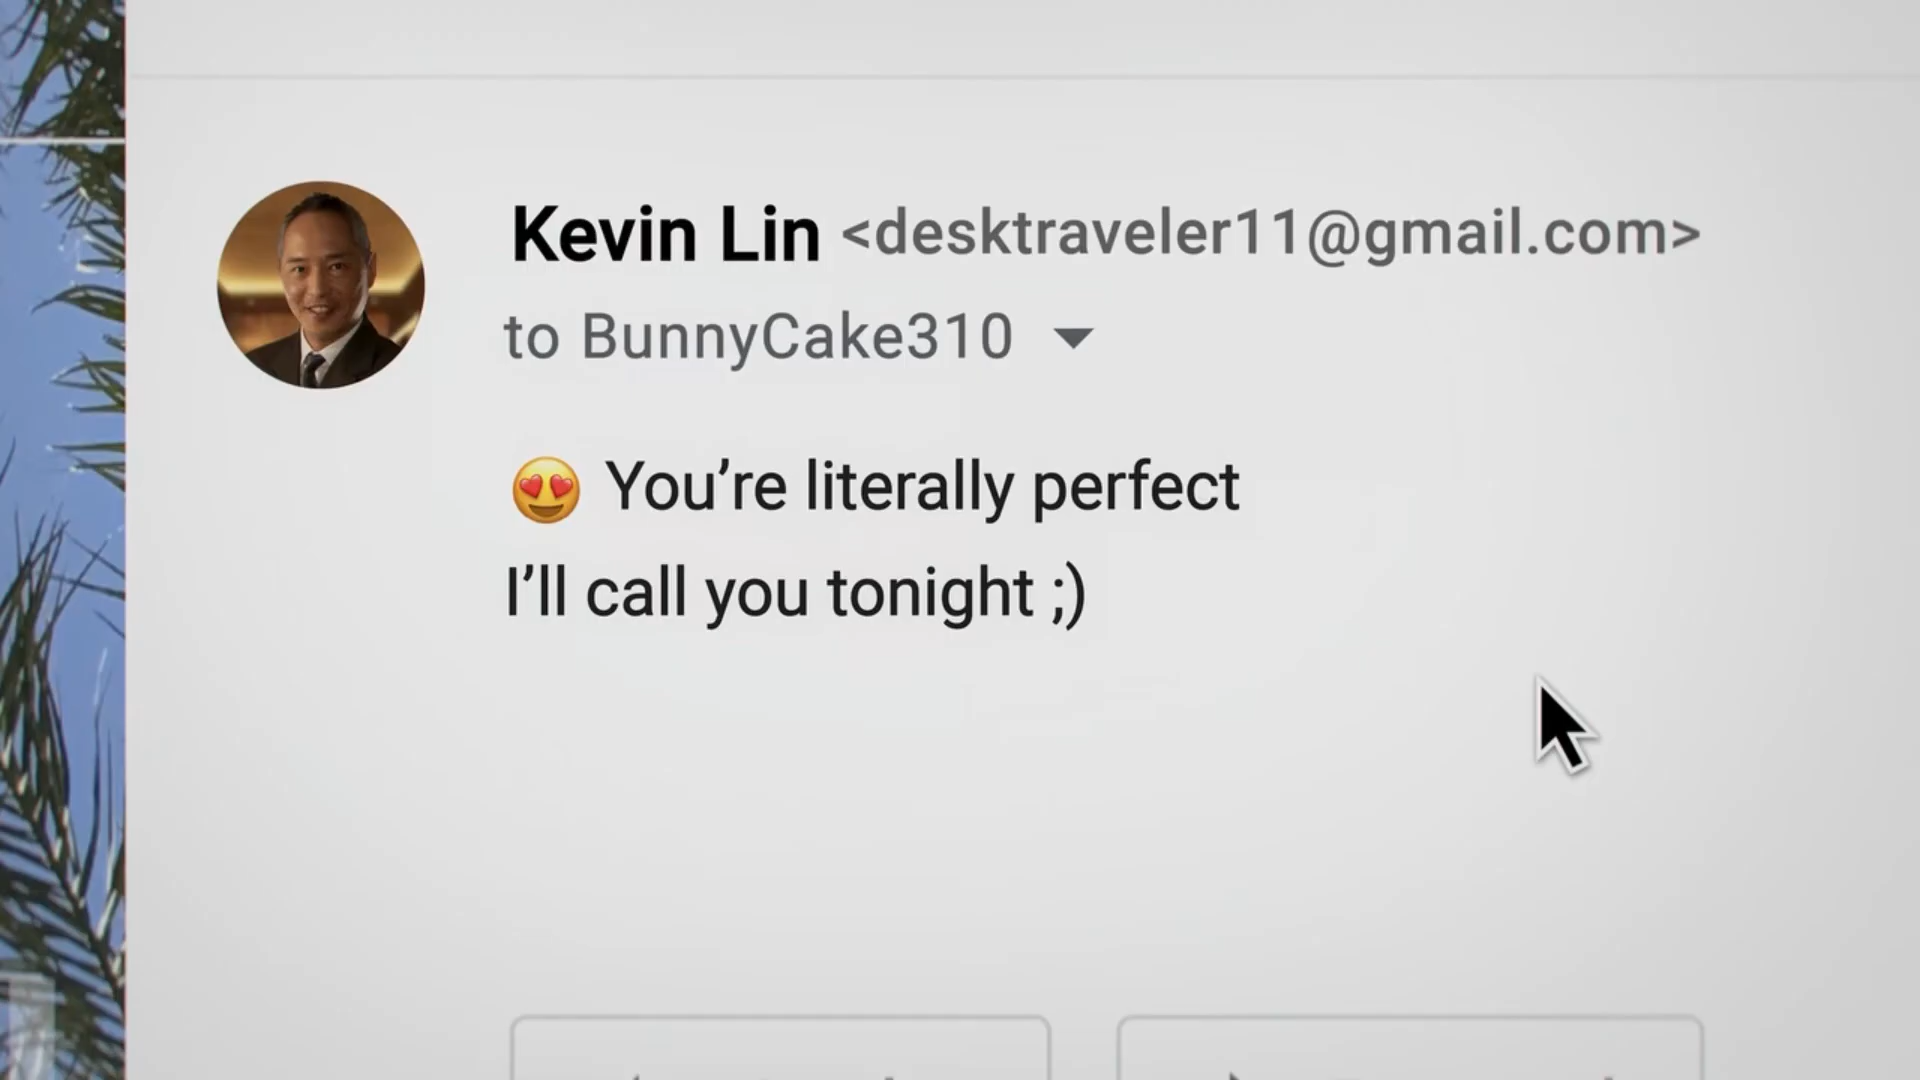 Kevin Lin <desktraveler11@gmail.com>
to BunnyCake310
😍 You’re literally perfect
I’ll call you tonight ;)